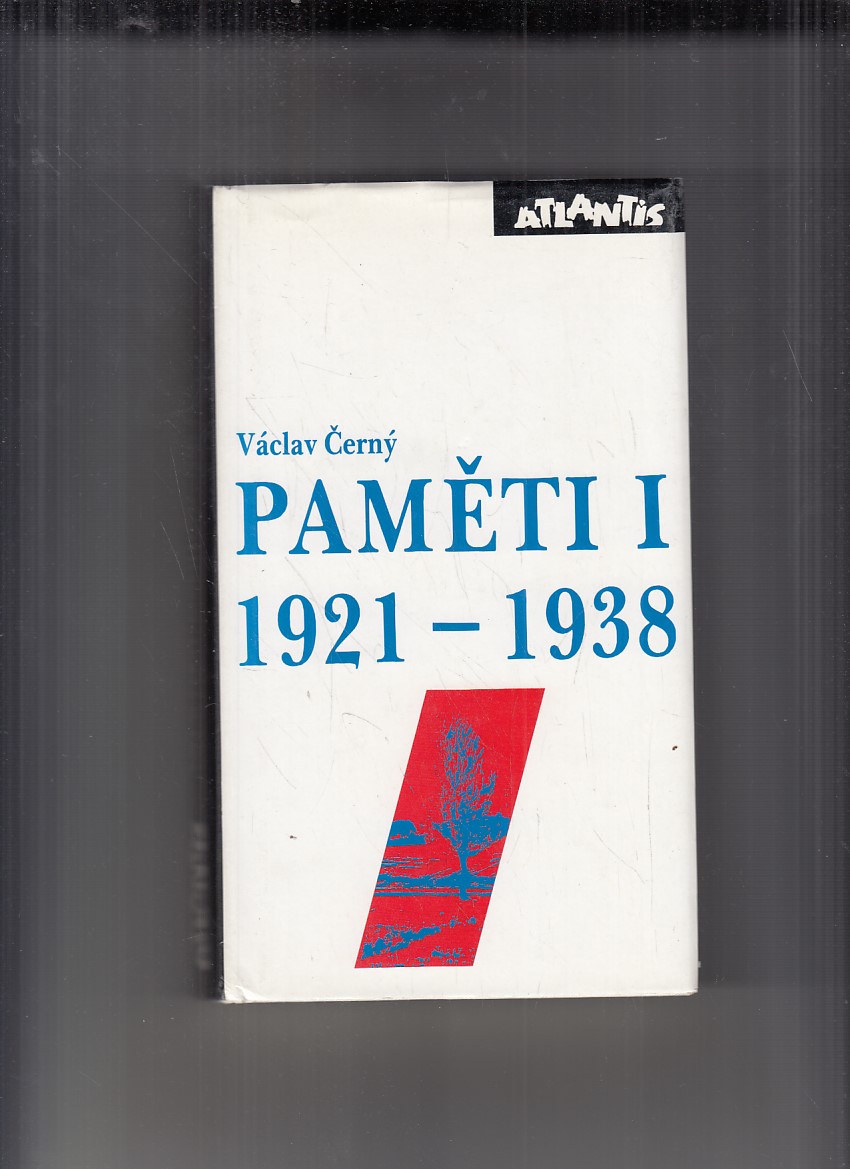 ATLANTIS
Václav Černý
PAMĚTI I
1921 – 1938